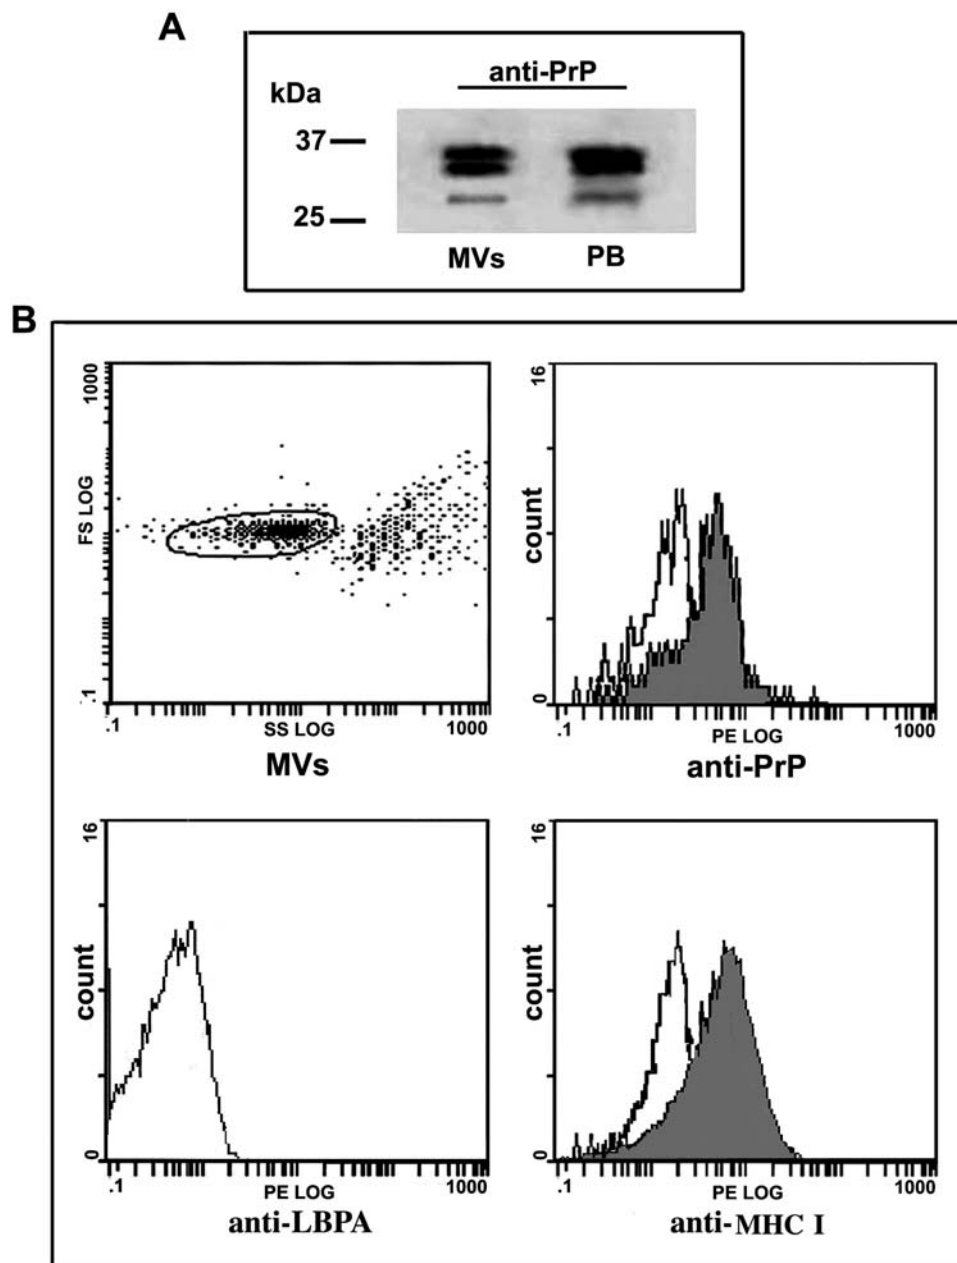 A
anti-PrP
kDa
37
25
MVs PB
B
1000
FS LOG
.1
.1 SS LOG 1000
MVs
16
count
0
.1 PE LOG 1000
anti-PrP
16
count
0
.1 PE LOG 1000
anti-LBPA
16
count
0
.1 PE LOG 1000
anti-MHC I